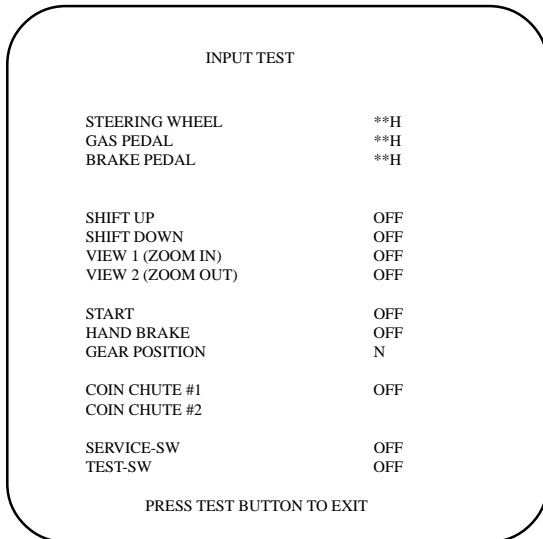 INPUT TEST
STEERING WHEEL **H
GAS PEDAL **H
BRAKE PEDAL **H
SHIFT UP OFF
SHIFT DOWN OFF
VIEW 1 (ZOOM IN) OFF
VIEW 2 (ZOOM OUT) OFF
START OFF
HAND BRAKE OFF
GEAR POSITION N
COIN CHUTE #1 OFF
COIN CHUTE #2
SERVICE-SW OFF
TEST-SW OFF
PRESS TEST BUTTON TO EXIT